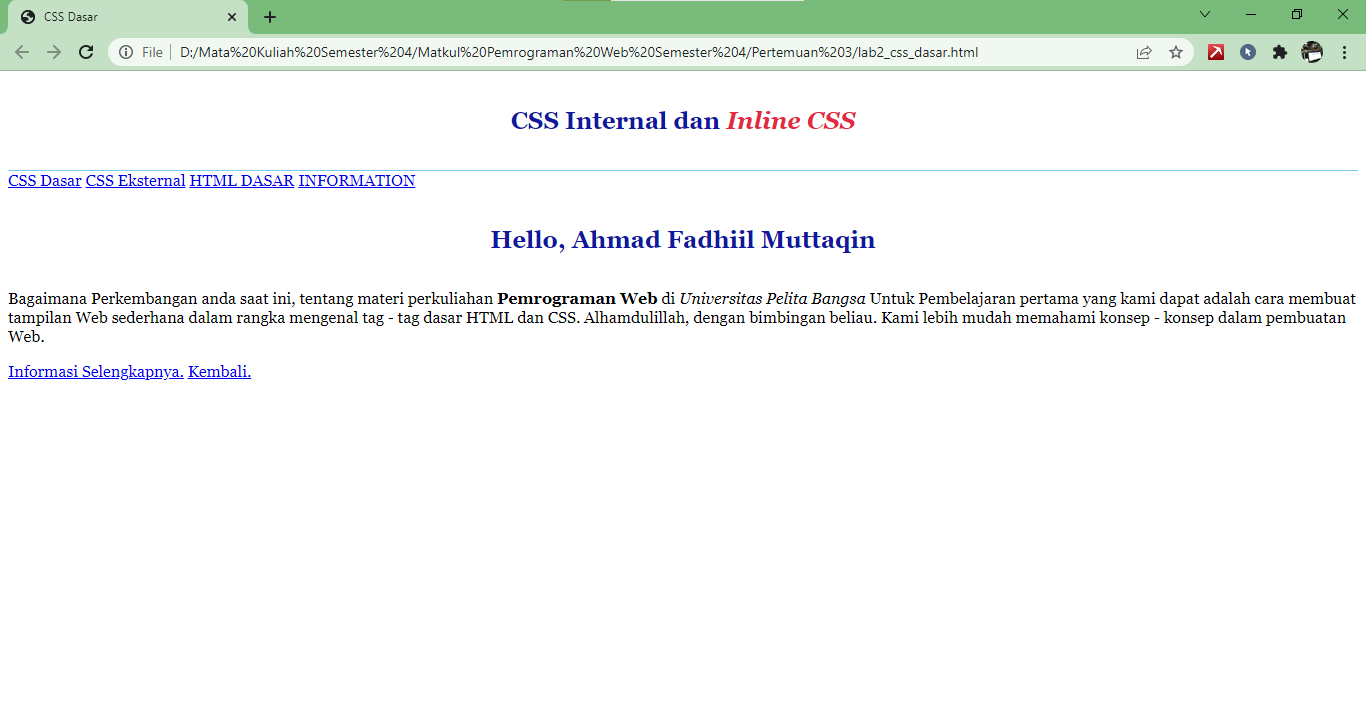 CSS Dasar
File
D:/Mata%20Kuliah%20Semester%204/Matkul%20Pemrograman%20Web%20Semester%204/Pertemuan%203/lab2_css_dasar.html
CSS Internal dan Inline CSS
CSS Dasar CSS Eksternal HTML DASAR INFORMATION
Hello, Ahmad Fadhiil Muttaqin
Bagaimana Perkembangan anda saat ini, tentang materi perkuliahan Pemrograman Web di Universitas Pelita Bangsa Untuk Pembelajaran pertama yang kami dapat adalah cara membuat
tampilan Web sederhana dalam rangka mengenal tag - tag dasar HTML dan CSS. Alhamdulillah, dengan bimbingan beliau. Kami lebih mudah memahami konsep - konsep dalam pembuatan
Web.
Informasi Selengkapnya. Kembali.